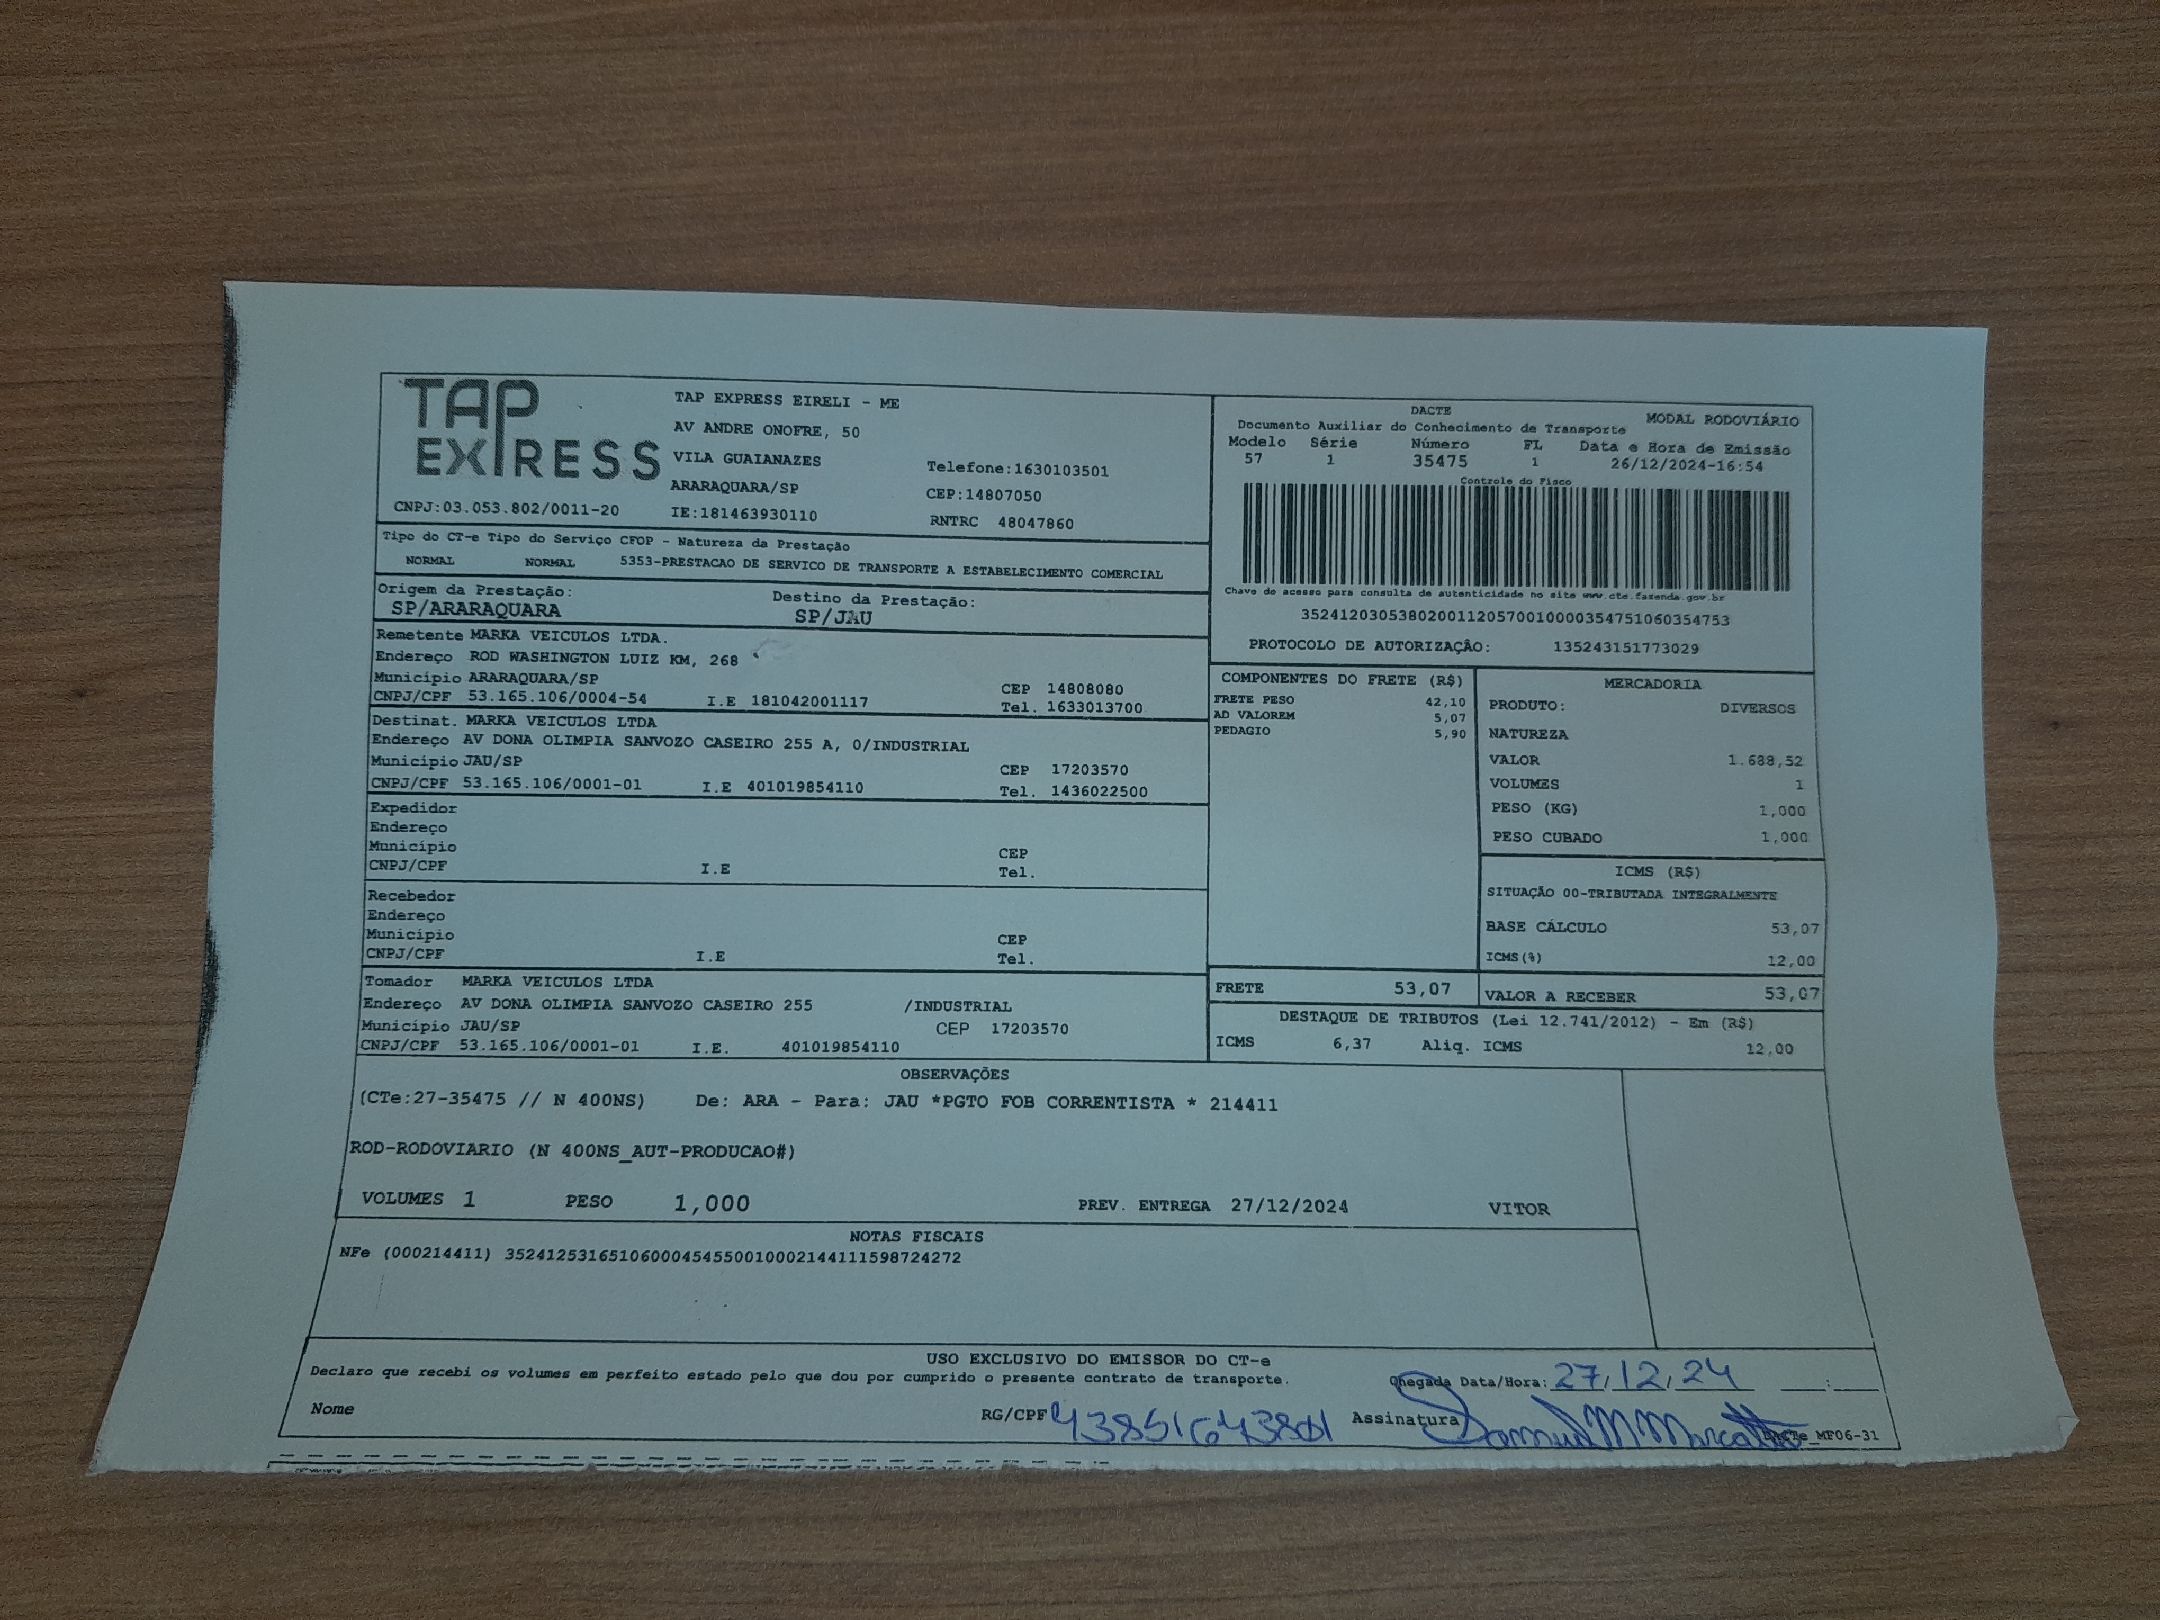 TAP
EXPRESS
TAP EXPRESS EIRELI - ME
AV ANDRE ONOFRE, 50
VILA GUAIANAZES
Telefone:1630103501
ARARAQUARA/SP
CEP:14807050
CNPJ:03.053.802/0011-20
IE:181463930110
RNTRC 48047860
DACTE
MODAL RODOVIÁRIO
Documento Auxiliar do Conhecimento de Transporte
Modelo Série Número FL Data e Hora de Emissão
57 1 35475 1 26/12/2024-16:54
Controle do Fisco
Chave de acesso para consulta de autenticidade no site www.cte.fazenda.gov.br
35241203053802001120570010000354751060354753
PROTOCOLO DE AUTORIZAÇÃO: 135243151773029
Tipo do CT-e Tipo do Serviço CFOP - Natureza da Prestação
NORMAL NORMAL 5353-PRESTACAO DE SERVICO DE TRANSPORTE A ESTABELECIMENTO COMERCIAL
Origem da Prestação: Destino da Prestação:
SP/ARARAQUARA SP/JAU
Remetente MARKA VEICULOS LTDA.
Endereço ROD WASHINGTON LUIZ KM, 268
Município ARARAQUARA/SP CEP 14808080
CNPJ/CPF 53.165.106/0004-54 I.E 181042001117 Tel. 1633013700
Destinat. MARKA VEICULOS LTDA
Endereço AV DONA OLIMPIA SANVOZO CASEIRO 255 A, 0/INDUSTRIAL
Município JAU/SP CEP 17203570
CNPJ/CPF 53.165.106/0001-01 I.E 401019854110 Tel. 1436022500
Expedidor
Endereço
Município CEP
CNPJ/CPF I.E Tel.
Recebedor
Endereço
Município CEP
CNPJ/CPF I.E Tel.
Tomador MARKA VEICULOS LTDA
Endereço AV DONA OLIMPIA SANVOZO CASEIRO 255 /INDUSTRIAL
Município JAU/SP CEP 17203570
CNPJ/CPF 53.165.106/0001-01 I.E. 401019854110
COMPONENTES DO FRETE (R$)
FRETE PESO 42,10
AD VALOREM 5,07
PEDAGIO 5,90
MERCADORIA
PRODUTO: DIVERSOS
NATUREZA
VALOR 1.688,52
VOLUMES 1
PESO (KG) 1,000
PESO CUBADO 1,000
ICMS (R$)
SITUAÇÃO 00-TRIBUTADA INTEGRALMENTE
BASE CÁLCULO 53,07
ICMS(%) 12,00
FRETE 53,07
VALOR A RECEBER 53,07
DESTAQUE DE TRIBUTOS (Lei 12.741/2012) - Em (R$)
ICMS 6,37 Aliq. ICMS 12,00
OBSERVAÇÕES
(CTe:27-35475 // N 400NS) De: ARA - Para: JAU *PGTO FOB CORRENTISTA * 214411
ROD-RODOVIARIO (N 400NS_AUT-PRODUCAO#)
VOLUMES 1 PESO 1,000 PREV. ENTREGA 27/12/2024 VITOR
NOTAS FISCAIS
NFe (000214411) 35241253165106000454550010002144111598724272
USO EXCLUSIVO DO EMISSOR DO CT-e
Declaro que recebi os volumes em perfeito estado pelo que dou por cumprido o presente contrato de transporte.
Chegada Data/Hora: 27/12/24 __:__
Nome RG/CPF 43851643801 Assinatura
DACTe_MF06-31